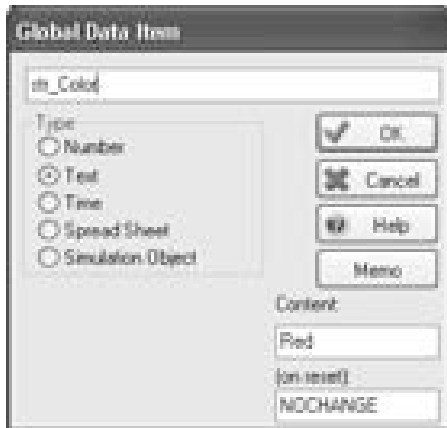 Global Data Item
m_Color
Type
Number
Text
Time
Spread Sheet
Simulation Object
OK
Cancel
Help
Memo
Content
Red
(on reset)
NOCHANGE